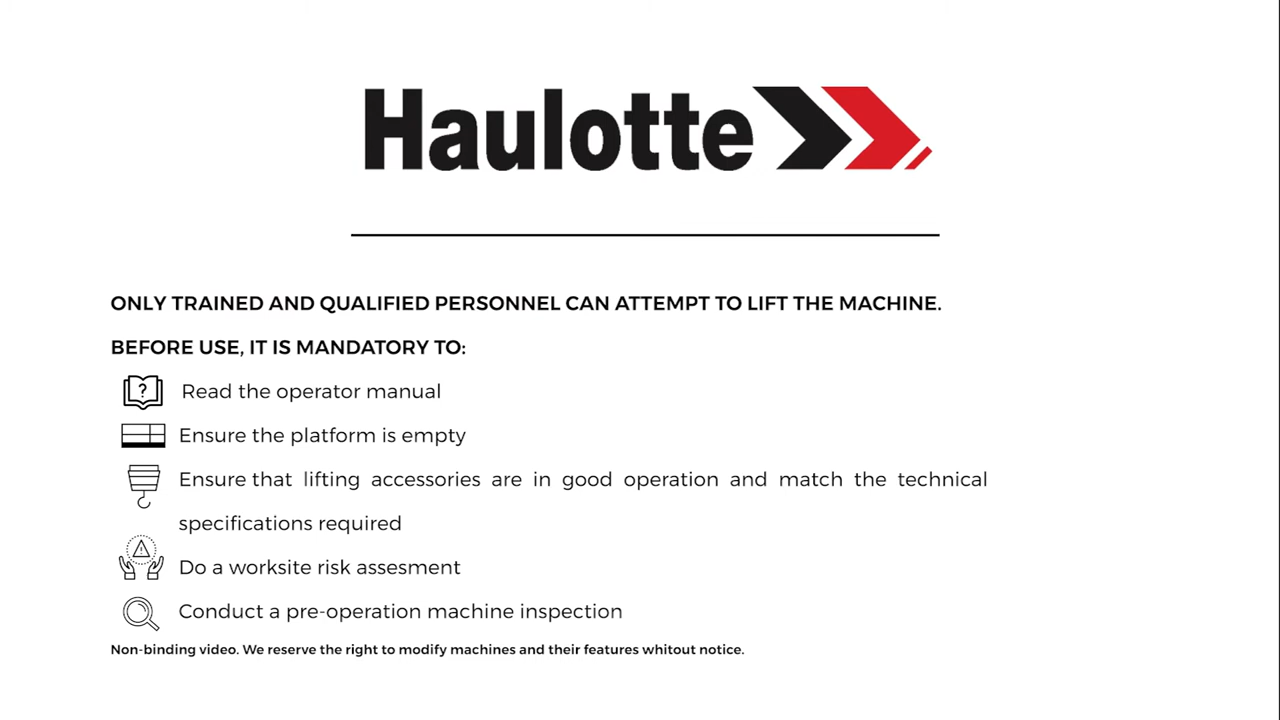 Haulotte
ONLY TRAINED AND QUALIFIED PERSONNEL CAN ATTEMPT TO LIFT THE MACHINE.
BEFORE USE, IT IS MANDATORY TO:
Read the operator manual
Ensure the platform is empty
Ensure that lifting accessories are in good operation and match the technical
specifications required
Do a worksite risk assesment
Conduct a pre-operation machine inspection
Non-binding video. We reserve the right to modify machines and their features whitout notice.